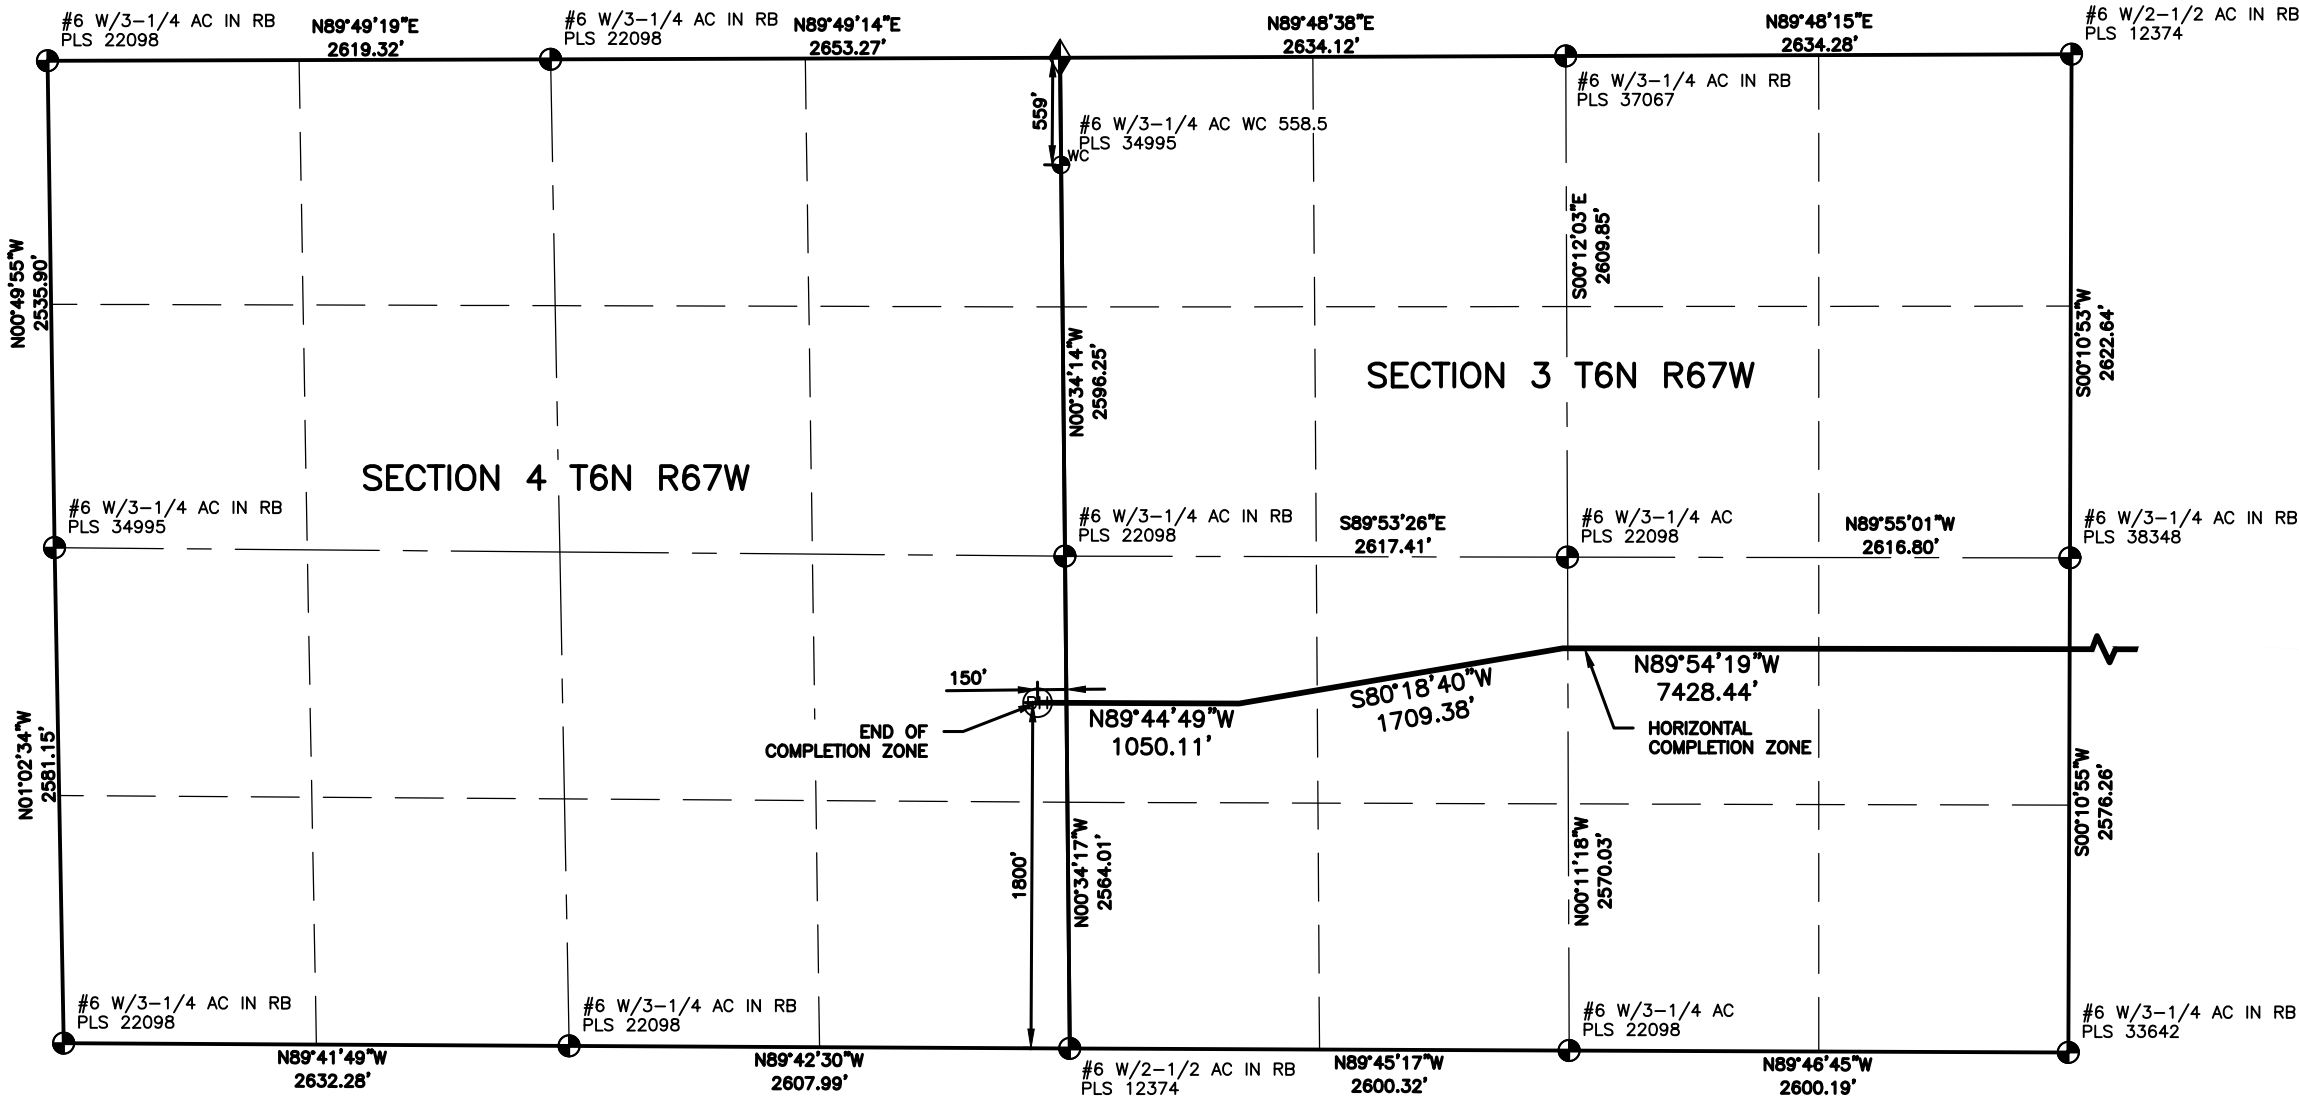 #6 W/3-1/4 AC IN RB
PLS 22098
N89°49'19"E
2619.32'
#6 W/3-1/4 AC IN RB
PLS 22098
N89°49'14"E
2653.27'
N89°48'38"E
2634.12'
N89°48'15"E
2634.28'
#6 W/2-1/2 AC IN RB
PLS 12374
#6 W/3-1/4 AC IN RB
PLS 37067
559'
#6 W/3-1/4 AC WC 558.5
PLS 34995
WC
S00°12'03"E
2609.85'
N00°49'55"W
2535.90'
N00°34'14"W
2596.25'
S00°10'53"W
2622.64'
SECTION 3 T6N R67W
SECTION 4 T6N R67W
#6 W/3-1/4 AC IN RB
PLS 34995
#6 W/3-1/4 AC IN RB
PLS 22098
S89°53'26"E
2617.41'
#6 W/3-1/4 AC
PLS 22098
N89°55'01"W
2616.80'
#6 W/3-1/4 AC IN RB
PLS 38348
150'
BH
END OF
COMPLETION ZONE
N89°44'49"W
1050.11'
S80°18'40"W
1709.38'
N89°54'19"W
7428.44'
HORIZONTAL
COMPLETION ZONE
N01°02'34"W
2581.15'
1800'
N00°34'17"W
2564.01'
N00°11'18"W
2570.03'
S00°10'55"W
2576.26'
#6 W/3-1/4 AC IN RB
PLS 22098
#6 W/3-1/4 AC IN RB
PLS 22098
#6 W/3-1/4 AC
PLS 22098
#6 W/3-1/4 AC IN RB
PLS 33642
N89°41'49"W
2632.28'
N89°42'30"W
2607.99'
#6 W/2-1/2 AC IN RB
PLS 12374
N89°45'17"W
2600.32'
N89°46'45"W
2600.19'